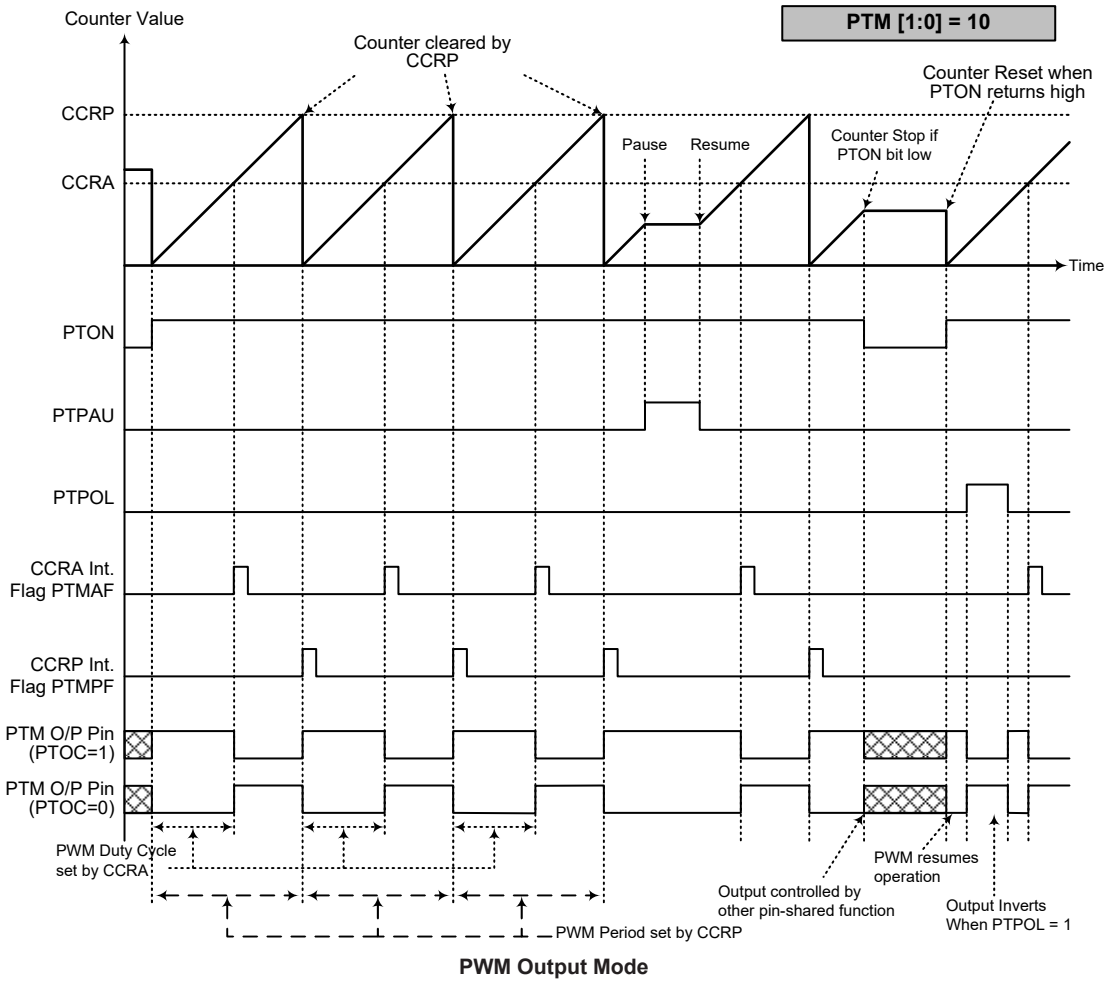 Counter Value
PTM [1:0] = 10
Counter cleared by
CCRP
Counter Reset when
PTON returns high
CCRP
Pause
Resume
Counter Stop if
PTON bit low
CCRA
Time
PTON
PTPAU
PTPOL
CCRA Int.
Flag PTMAF
CCRP Int.
Flag PTMPF
PTM O/P Pin
(PTOC=1)
PTM O/P Pin
(PTOC=0)
PWM Duty Cycle
set by CCRA
PWM resumes
operation
Output controlled by
other pin-shared function
Output Inverts
When PTPOL = 1
PWM Period set by CCRP
PWM Output Mode